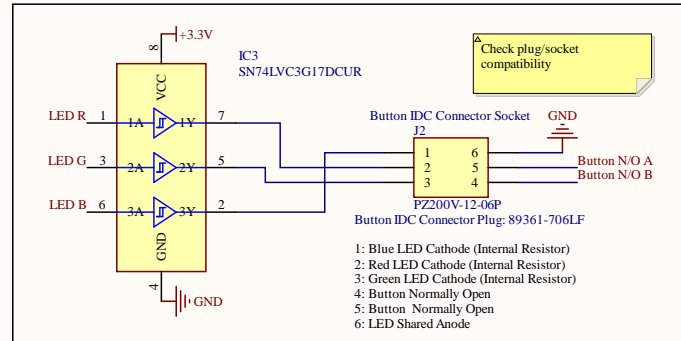 +3.3V
8
IC3
SN74LVC3G17DCUR
VCC
Check plug/socket
compatibility
LED R 1 1A 1Y 7
LED G 3 2A 2Y 5
LED B 6 3A 3Y 2
GND
4
GND
Button IDC Connector Socket
J2
GND
1 6
2 5 Button N/O A
3 4 Button N/O B
PZ200V-12-06P
Button IDC Connector Plug: 89361-706LF
1: Blue LED Cathode (Internal Resistor)
2: Red LED Cathode (Internal Resistor)
3: Green LED Cathode (Internal Resistor)
4: Button Normally Open
5: Button Normally Open
6: LED Shared Anode